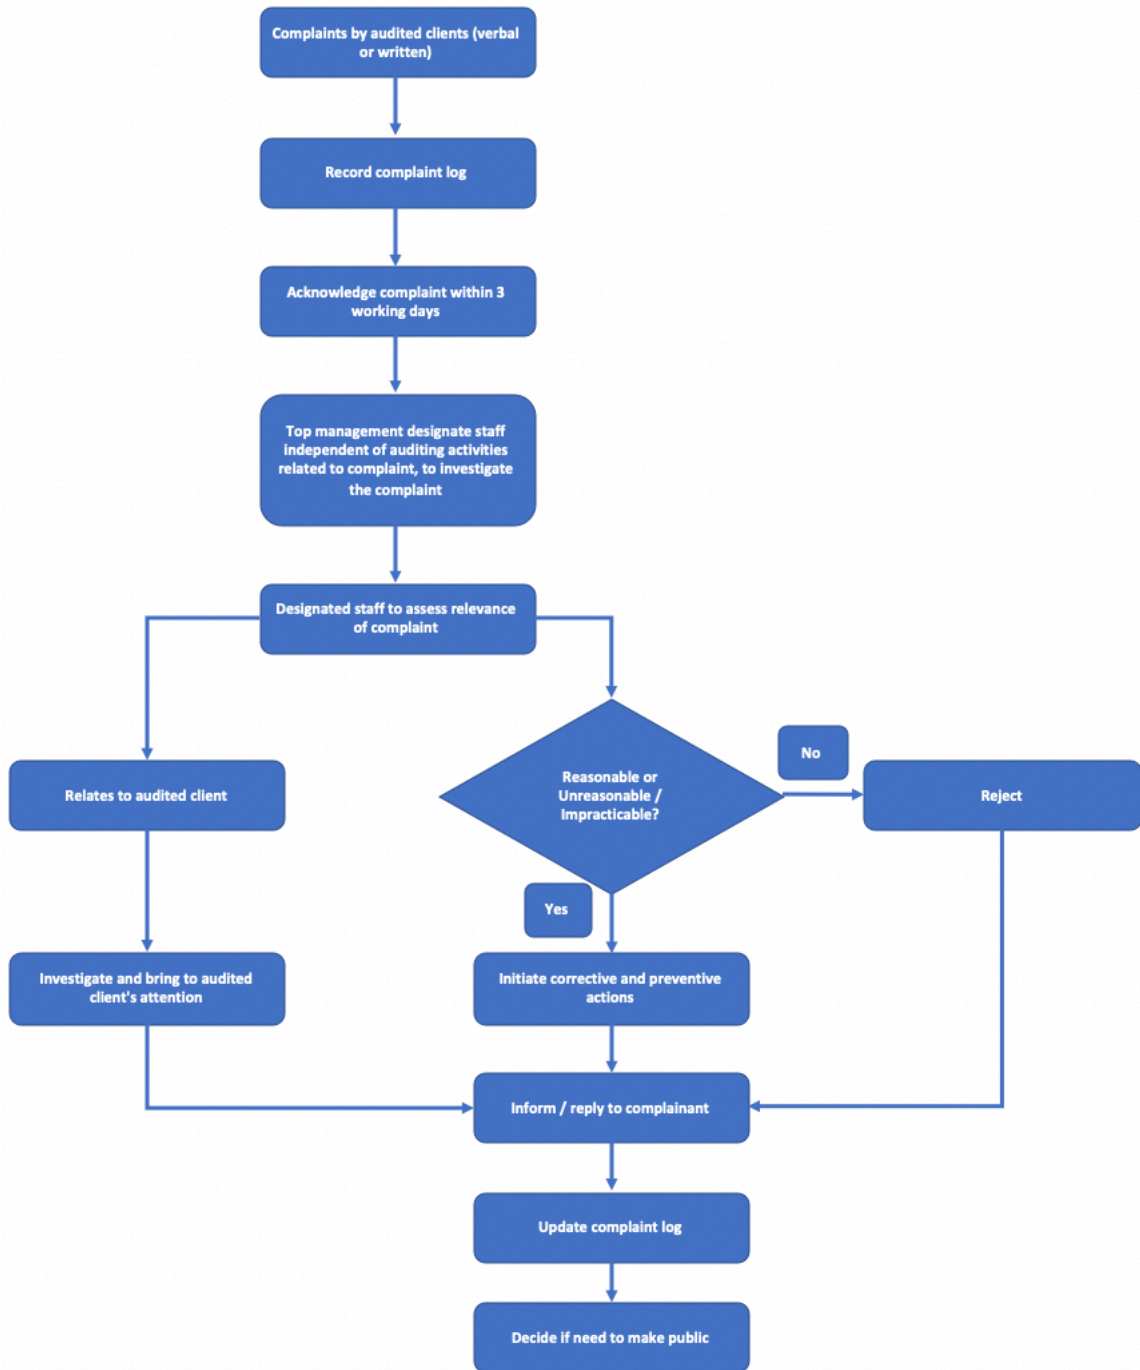 Complaints by audited clients (verbal
or written)
Record complaint log
Acknowledge complaint within 3
working days
Top management designate staff
independent of auditing activities
related to complaint, to investigate
the complaint
Designated staff to assess relevance
of complaint
Relates to audited client
Reasonable or
Unreasonable /
Impracticable?
No
Reject
Yes
Investigate and bring to audited
client's attention
Initiate corrective and preventive
actions
Inform / reply to complainant
Update complaint log
Decide if need to make public